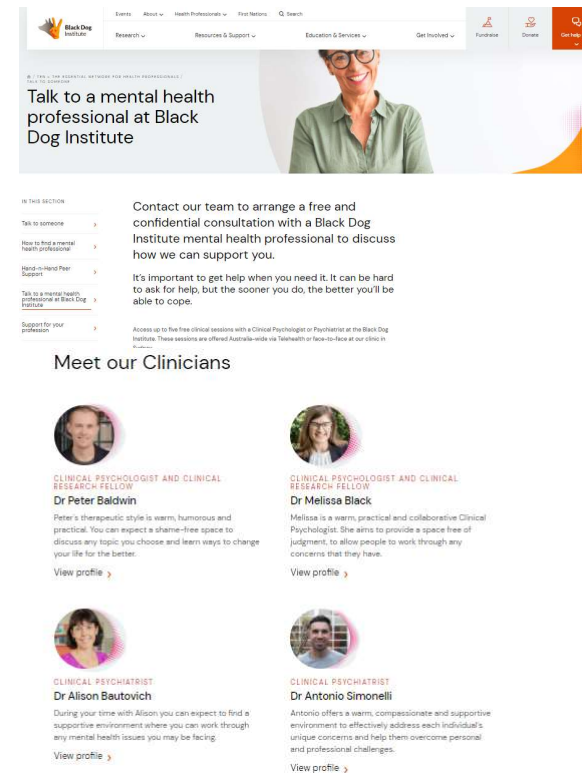 Events About Health Professionals First Nations Search
Black Dog
Institute
Research Resources & Support Education & Services Get Involved Fundraise Donate Get help
/ TEN – THE ESSENTIAL NETWORK FOR HEALTH PROFESSIONALS /
TALK TO SOMEONE
Talk to a mental health
professional at Black
Dog Institute
IN THIS SECTION
Talk to someone
How to find a mental
health professional
Hand-n-Hand Peer
Support
Talk to a mental health
professional at Black Dog
Institute
Support for your
profession
Contact our team to arrange a free and
confidential consultation with a Black Dog
Institute mental health professional to discuss
how we can support you.
It's important to get help when you need it. It can be hard
to ask for help, but the sooner you do, the better you'll be
able to cope.
Access up to five free clinical sessions with a Clinical Psychologist or Psychiatrist at the Black Dog
Institute. These sessions are offered Australia-wide via Telehealth or face-to-face at our clinic in
Meet our Clinicians
CLINICAL PSYCHOLOGIST AND CLINICAL
RESEARCH FELLOW
Dr Peter Baldwin
Peter's therapeutic style is warm, humorous and
practical. You can expect a shame-free space to
discuss any topic you choose and learn ways to change
your life for the better.
View profile
CLINICAL PSYCHOLOGIST AND CLINICAL
RESEARCH FELLOW
Dr Melissa Black
Melissa is a warm, practical and collaborative Clinical
Psychologist. She aims to provide a space free of
judgment, to allow people to work through any
concerns that they have.
View profile
CLINICAL PSYCHIATRIST
Dr Alison Bautovich
During your time with Alison you can expect to find a
supportive environment where you can work through
any mental health issues you may be facing.
View profile
CLINICAL PSYCHIATRIST
Dr Antonio Simonelli
Antonio offers a warm, compassionate and supportive
environment to effectively address each individual's
unique concerns and help them overcome personal
and professional challenges.
View profile